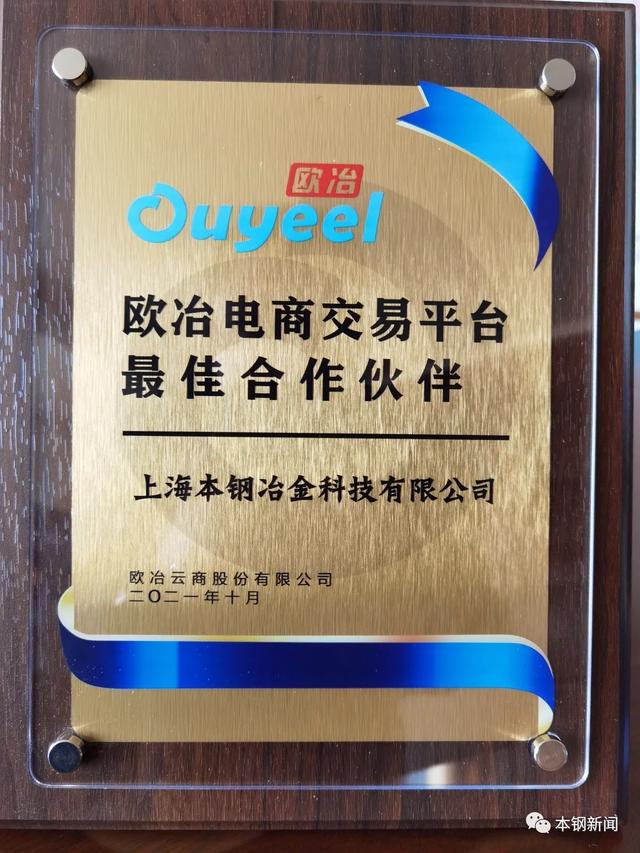 欧冶
Ouyeel
欧冶电商交易平台
最佳合作伙伴
上海本钢冶金科技有限公司
欧冶云商股份有限公司
二〇二一年十月
本钢新闻